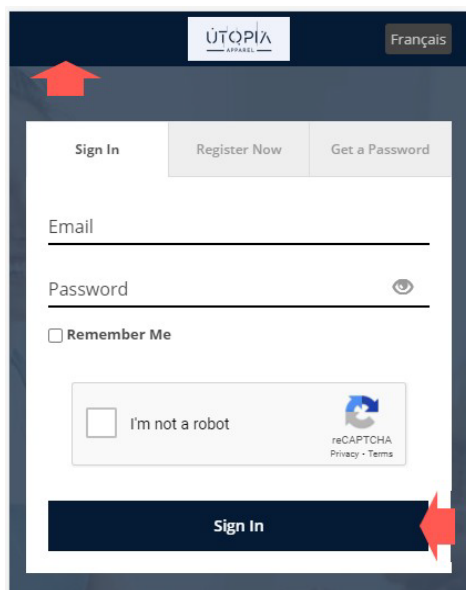 ÚTỌPIA
APPAREL
Français
Sign In
Register Now
Get a Password
Email
Password
Remember Me
I'm not a robot
reCAPTCHA
Privacy - Terms
Sign In